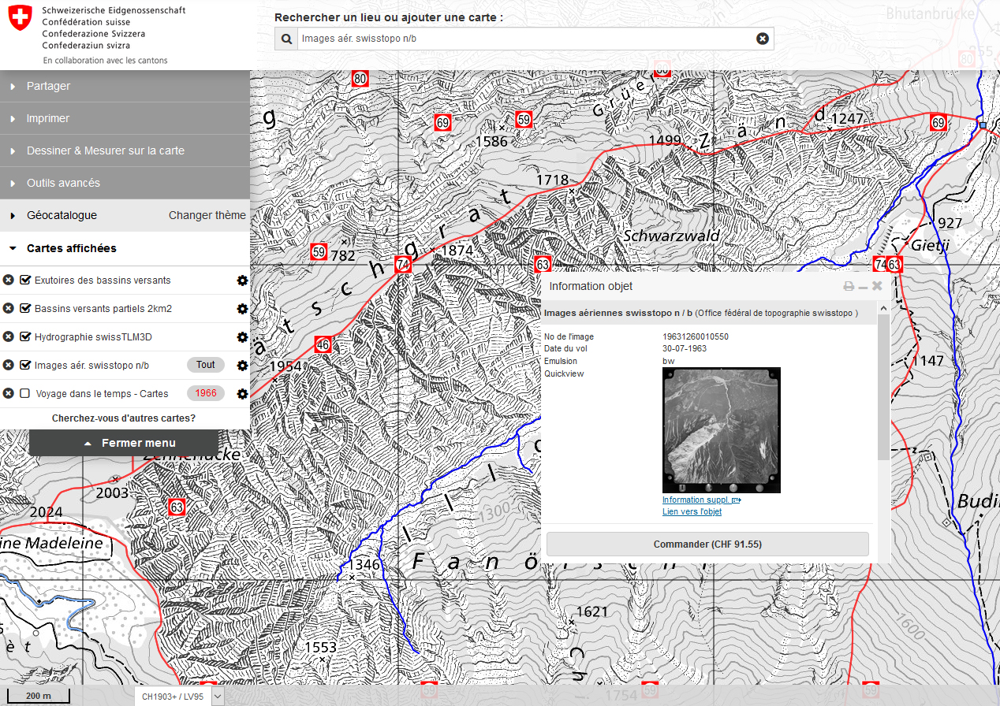 Schweizerische Eidgenossenschaft
Confédération suisse
Confederazione Svizzera
Confederaziun svizra
En collaboration avec les cantons
Rechercher un lieu ou ajouter une carte :
Images aér. swisstopo n/b
Bhutanbrücke
Partager
Imprimer
Dessiner & Mesurer sur la carte
Outils avancés
Géocatalogue
Changer thème
Cartes affichées
Exutoires des bassins versants
Bassins versants partiels 2km2
Hydrographie swissTLM3D
Images aér. swisstopo n/b
Tout
Voyage dans le temps - Cartes
1966
Cherchez-vous d'autres cartes?
Fermer menu
80
80
80
69
59
1586
69
1247
1499
Z ä n d
1718
Schwarzwald
927
Gietji
59
782
1874
74
63
74
63
46
1954
1147
Information objet
Images aériennes swisstopo n / b (Office fédéral de topographie swisstopo )
No de l'image
19631260010550
Date du vol
30-07-1963
Emulsion
bw
Quickview
Information suppl.
Lien vers l'objet
Commander (CHF 91.55)
2003
63
2024
ine Madeleine
1300
Budi
1346
1621
1600
1553
è t
C h
59
1754
59
59
200 m
CH1903+ / LV95